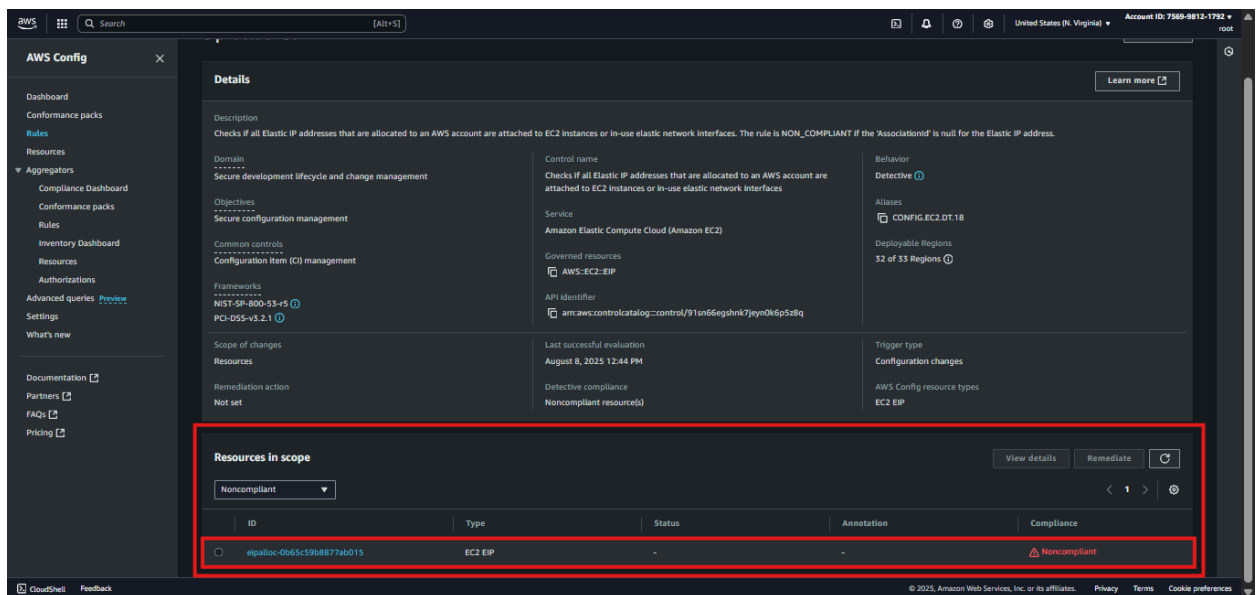 aws
Search
[Alt+S]
United States (N. Virginia)
Account ID: 7569-9812-1792
root
AWS Config
Dashboard
Conformance packs
Rules
Resources
Aggregators
Compliance Dashboard
Conformance packs
Rules
Inventory Dashboard
Resources
Authorizations
Advanced queries Preview
Settings
What's new
Documentation
Partners
FAQs
Pricing
Details
Learn more
Description
Checks if all Elastic IP addresses that are allocated to an AWS account are attached to EC2 instances or in-use elastic network interfaces. The rule is NON_COMPLIANT if the 'AssociationId' is null for the Elastic IP address.
Domain
Secure development lifecycle and change management
Objectives
Secure configuration management
Common controls
Configuration item (CI) management
Frameworks
NIST-SP-800-53-r5
PCI-DSS-v3.2.1
Control name
Checks if all Elastic IP addresses that are allocated to an AWS account are
attached to EC2 instances or in-use elastic network interfaces
Service
Amazon Elastic Compute Cloud (Amazon EC2)
Governed resources
AWS::EC2::EIP
API identifier
arn:aws:controlcatalog:::control/91sn66egshnk7jeyn0k6p5z8q
Behavior
Detective
Aliases
CONFIG.EC2.DT.18
Deployable Regions
32 of 33 Regions
Scope of changes
Resources
Last successful evaluation
August 8, 2025 12:44 PM
Trigger type
Configuration changes
Remediation action
Not set
Detective compliance
Noncompliant resource(s)
AWS Config resource types
EC2 EIP
Resources in scope
View details
Remediate
Noncompliant
1
ID Type Status Annotation Compliance
eipalloc-0b65c59b8877ab015 EC2 EIP - - Noncompliant
CloudShell Feedback
© 2025, Amazon Web Services, Inc. or its affiliates. Privacy Terms Cookie preferences